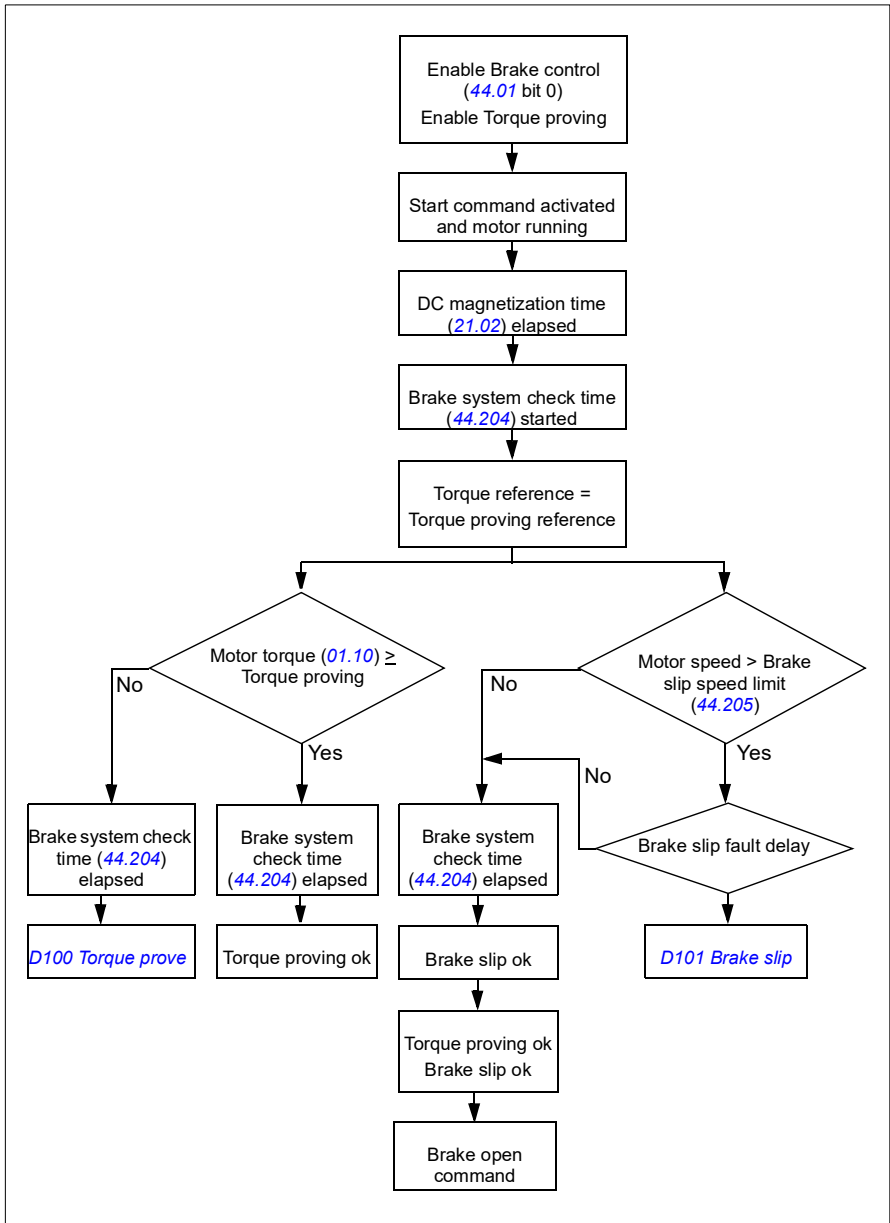 Enable Brake control
(44.01 bit 0)
Enable Torque proving
Start command activated
and motor running
DC magnetization time
(21.02) elapsed
Brake system check time
(44.204) started
Torque reference =
Torque proving reference
Motor torque (01.10) ≥
Torque proving
No
Yes
Motor speed > Brake
slip speed limit
(44.205)
No
Yes
No
Brake system check
time (44.204)
elapsed
Brake system
check time
(44.204) elapsed
Brake system
check time
(44.204) elapsed
Brake slip fault delay
D100 Torque prove
Torque proving ok
Brake slip ok
D101 Brake slip
Torque proving ok
Brake slip ok
Brake open
command